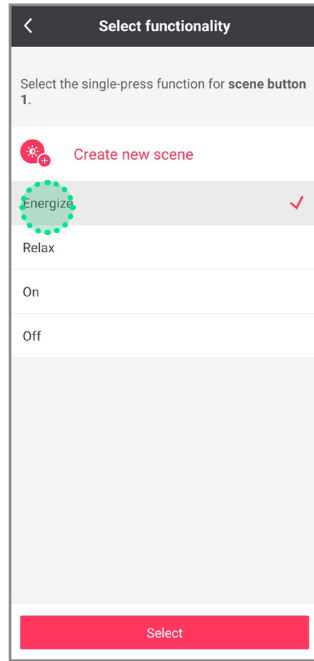 Select functionality
Select the single-press function for scene button
1.
Create new scene
Energize
Relax
On
Off
Select